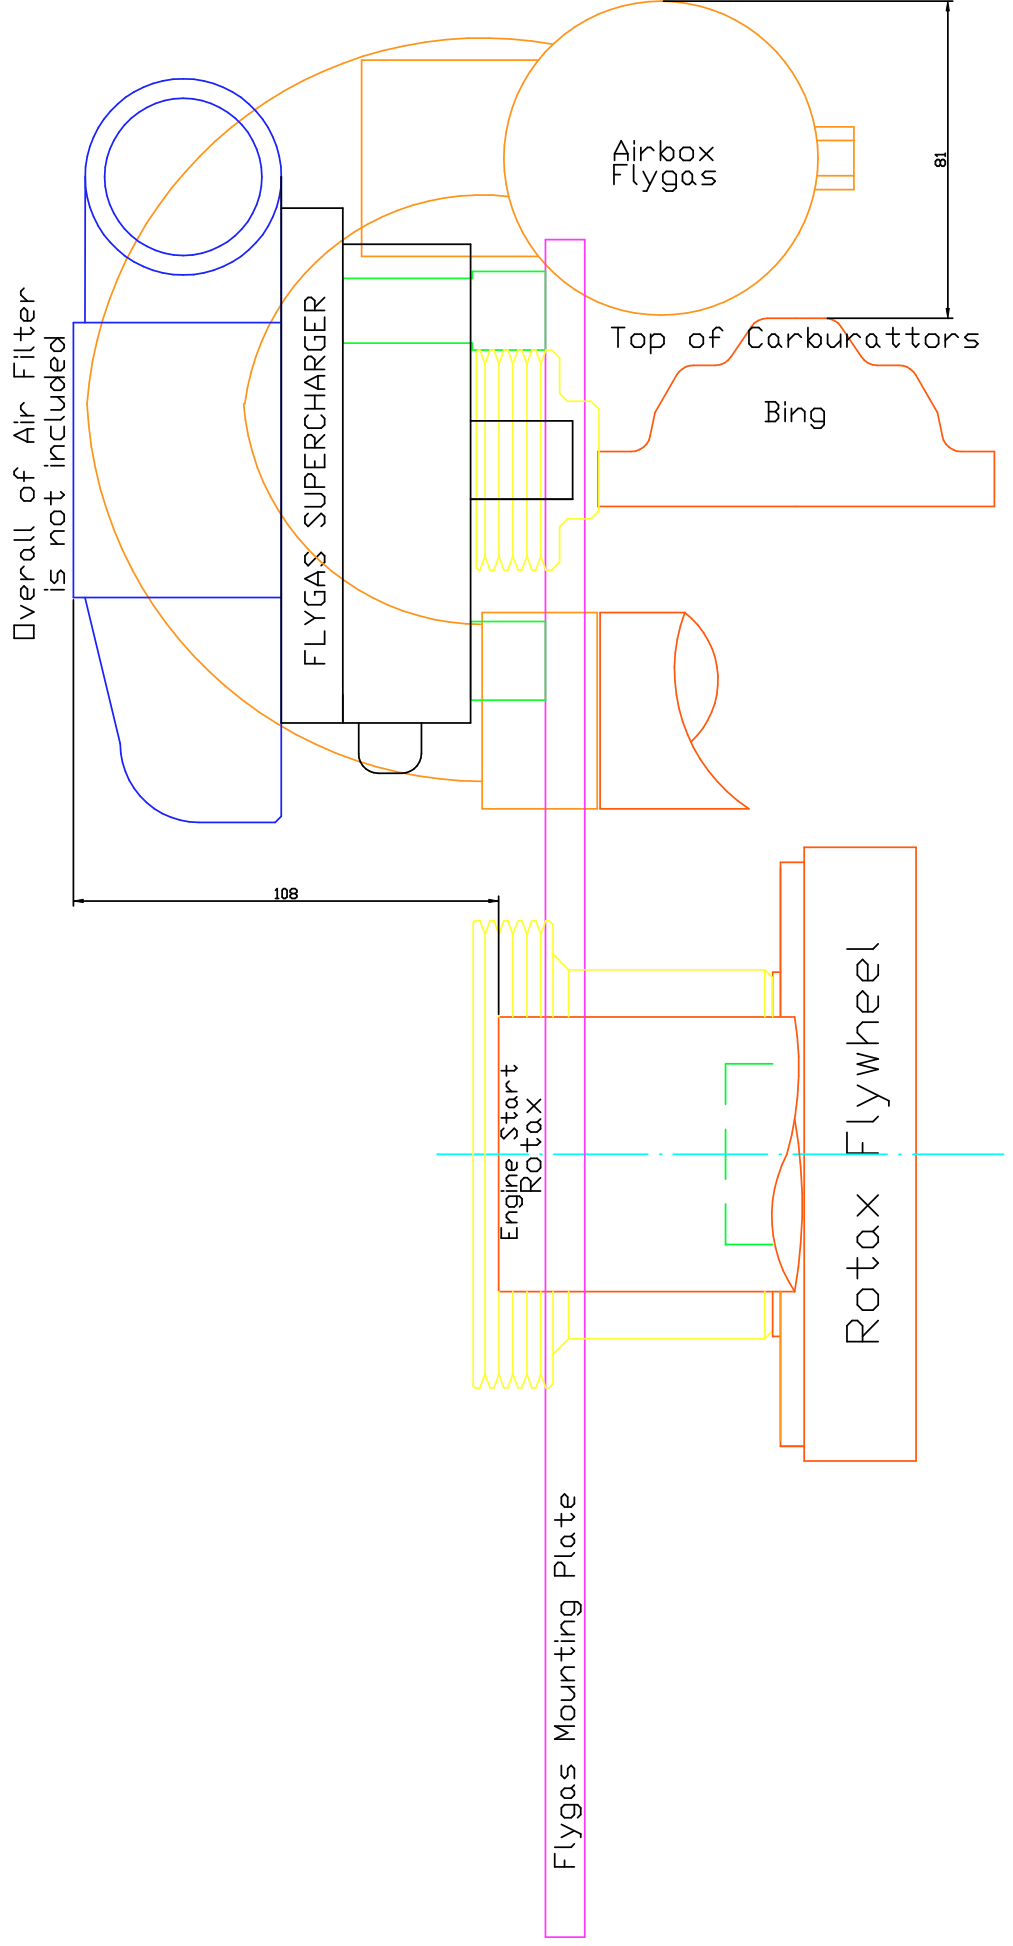 Airbox
Flygas
81
Top of Carburattors
Bing
Overall of Air Filter
is not included
FLYGAS SUPERCHARGER
108
Engine Start
Rotax
Rotax Flywheel
Flygas Mounting Plate